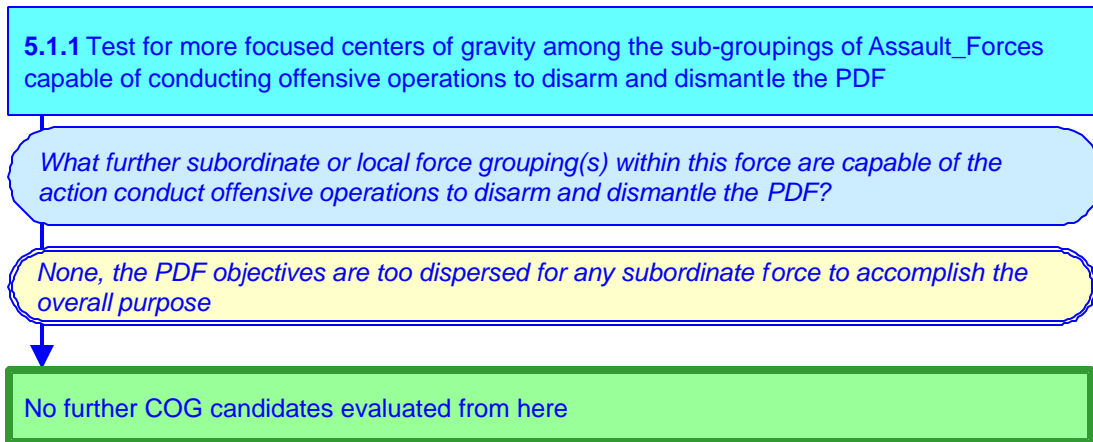 5.1.1 Test for more focused centers of gravity among the sub-groupings of Assault_Forces
capable of conducting offensive operations to disarm and dismantle the PDF
What further subordinate or local force grouping(s) within this force are capable of the
action conduct offensive operations to disarm and dismantle the PDF?
None, the PDF objectives are too dispersed for any subordinate force to accomplish the
overall purpose
No further COG candidates evaluated from here